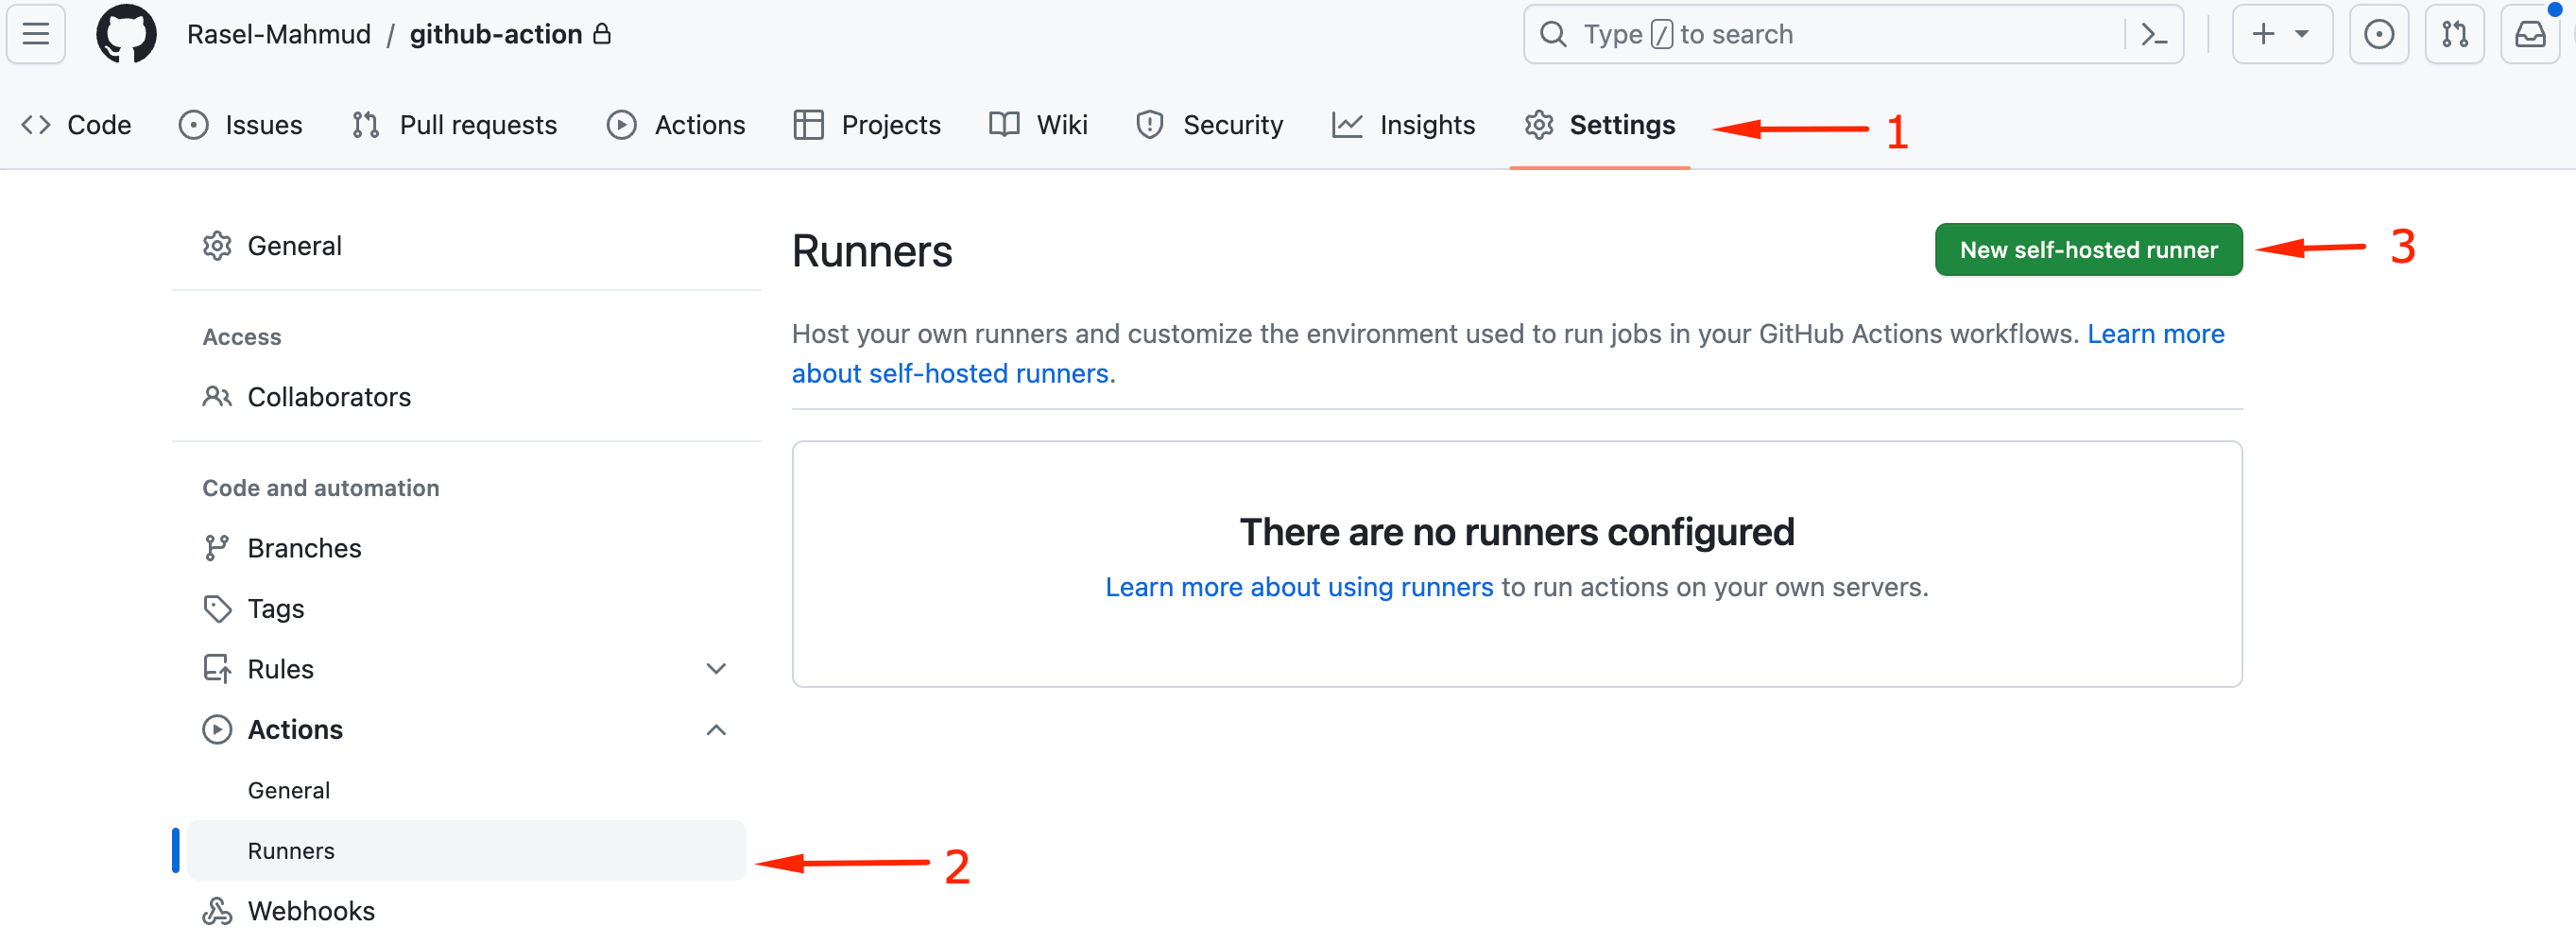 Rasel-Mahmud / github-action
Type / to search
Code Issues Pull requests Actions Projects Wiki Security Insights Settings 1
General
Access
Collaborators
Code and automation
Branches
Tags
Rules
Actions
General
Runners 2
Webhooks
Runners
New self-hosted runner 3
Host your own runners and customize the environment used to run jobs in your GitHub Actions workflows. Learn more
about self-hosted runners.
There are no runners configured
Learn more about using runners to run actions on your own servers.